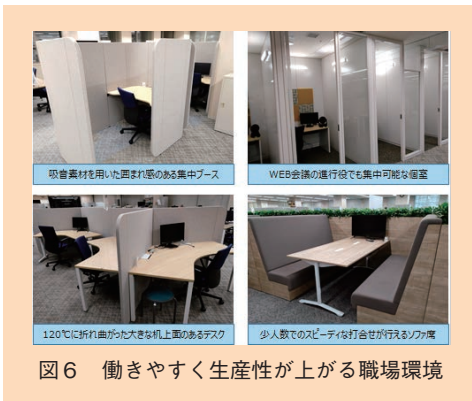 吸音素材を用いた囲まれ感のある集中ブース
WEB会議の進行役でも集中可能な個室
120℃に折れ曲がった大きな机上面のあるデスク
少人数でのスピーディな打合せが行えるソファ席
図6 働きやすく生産性が上がる職場環境